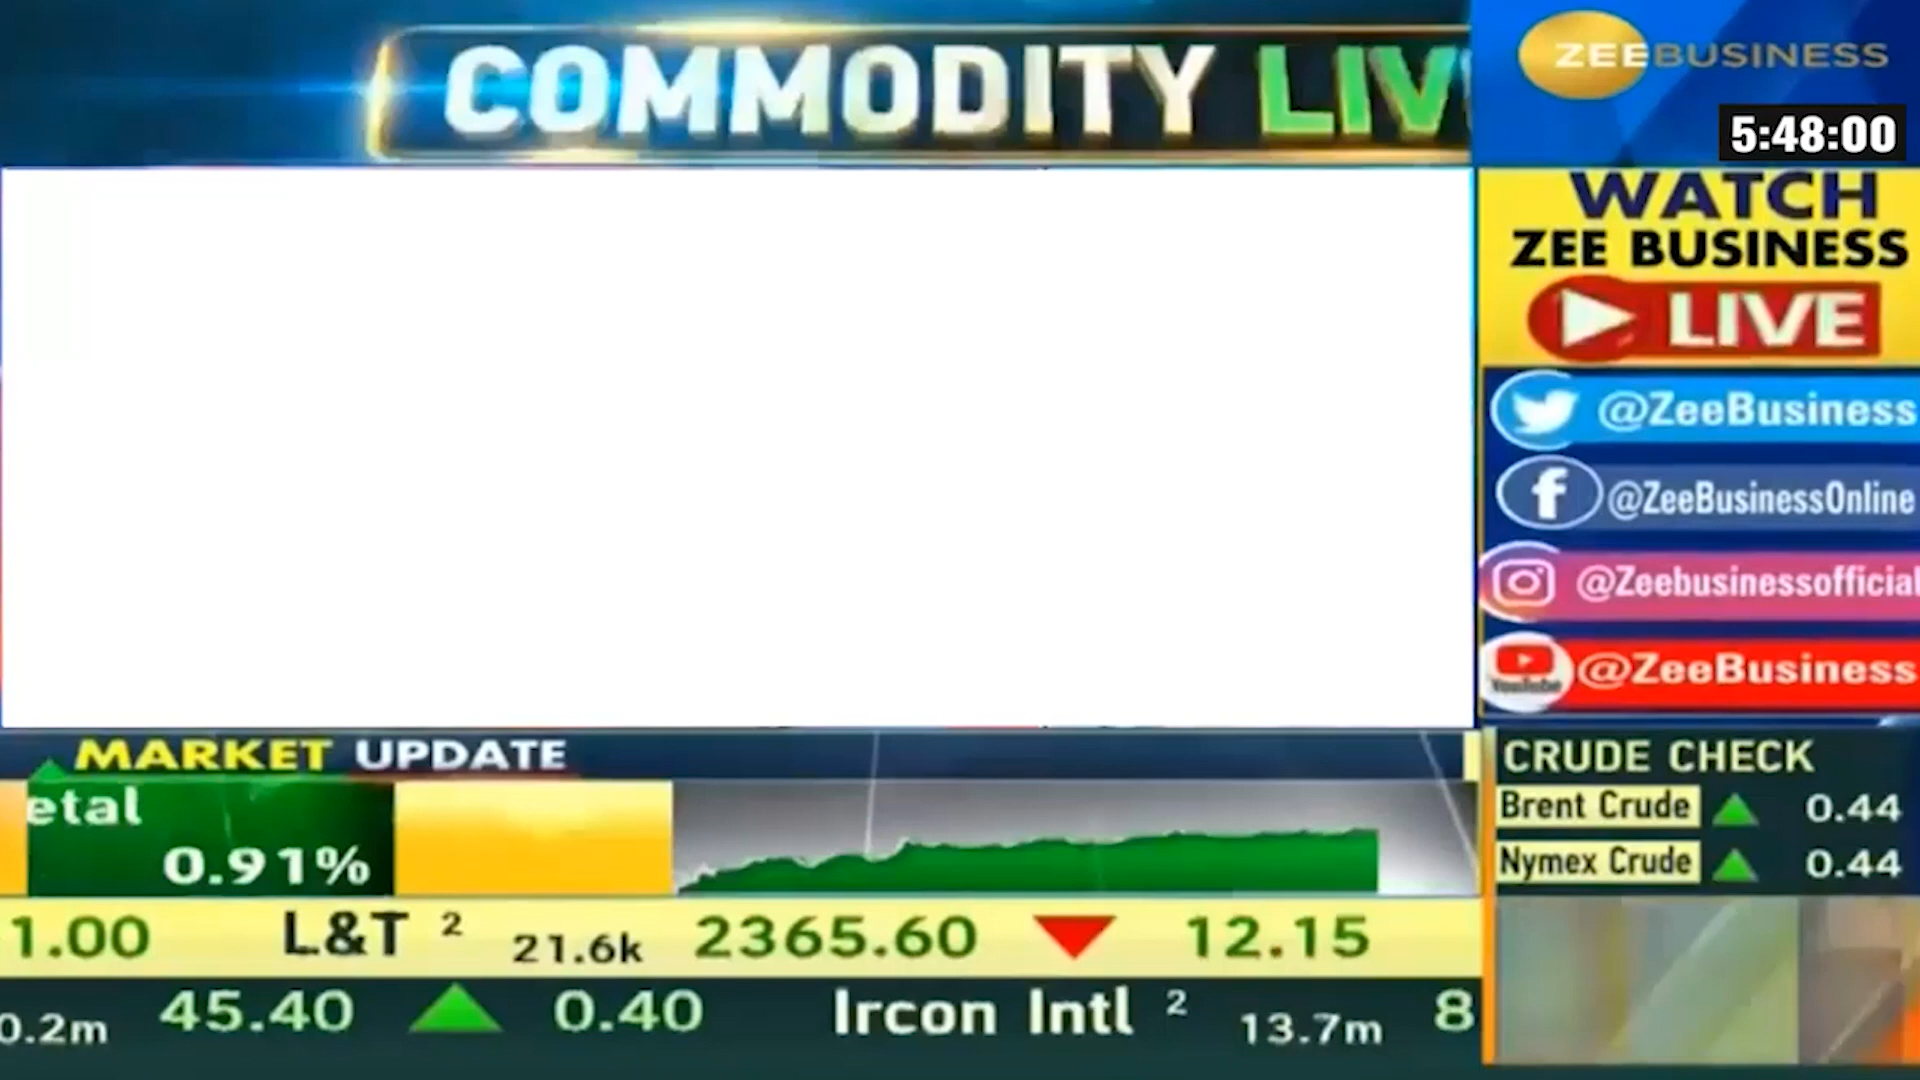 COMMODITY LIV
ZEEBUSINESS
5:48:00
WATCH
ZEE BUSINESS
LIVE
@ZeeBusiness
@ZeeBusinessOnline
@Zeebusinessofficial
YouTube
@ZeeBusiness
MARKET UPDATE
etal
0.91%
CRUDE CHECK
Brent Crude 0.44
Nymex Crude 0.44
1.00 L&T 2 21.6k 2365.60 12.15
0.2m 45.40 0.40 Ircon Intl 2 13.7m 8